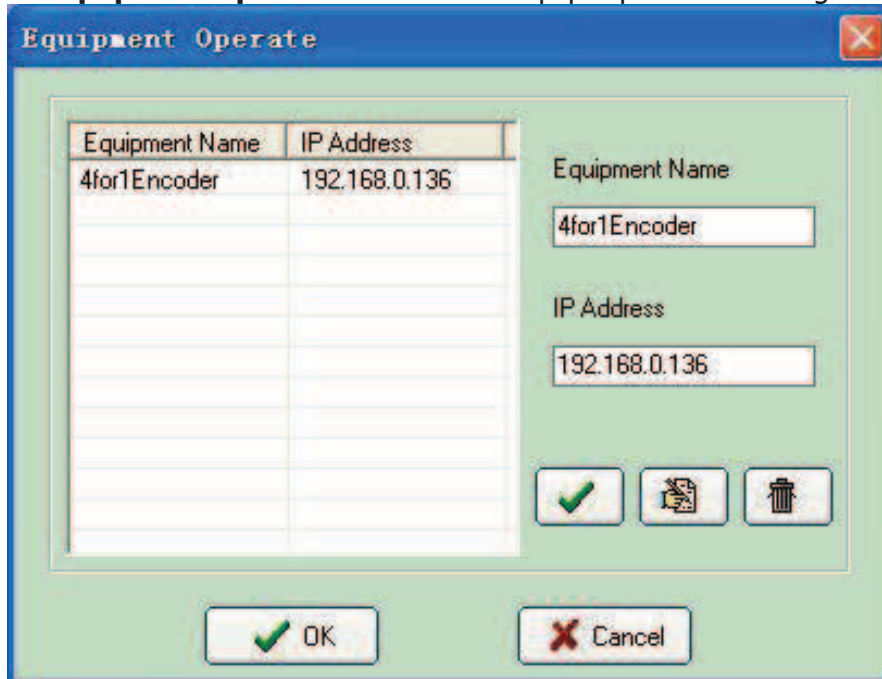 Equipment Operate
Equipment Name IP Address
4for1Encoder 192.168.0.136
Equipment Name
4for1Encoder
IP Address
192.168.0.136
OK Cancel